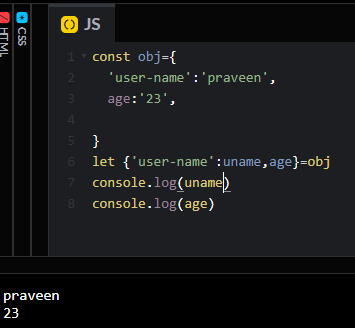 HTML
CSS
JS
1 const obj={
2 'user-name':'praveen',
3 age:'23',
4
5 }
6 let {'user-name':uname,age}=obj
7 console.log(uname)
8 console.log(age)
praveen
23